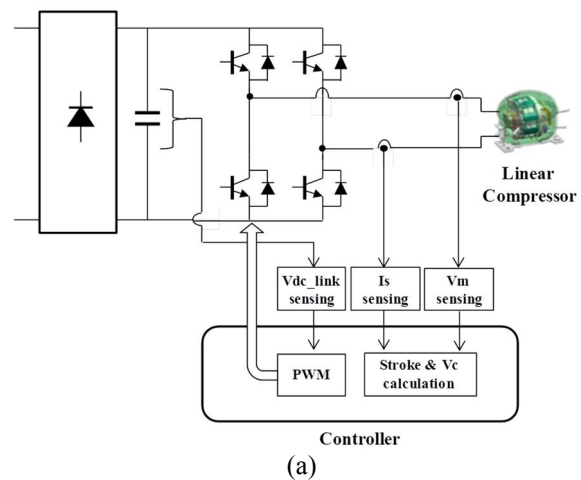 Linear
Compressor
Vdc_link
sensing
Is
sensing
Vm
sensing
PWM
Stroke & Vc
calculation
Controller
(a)